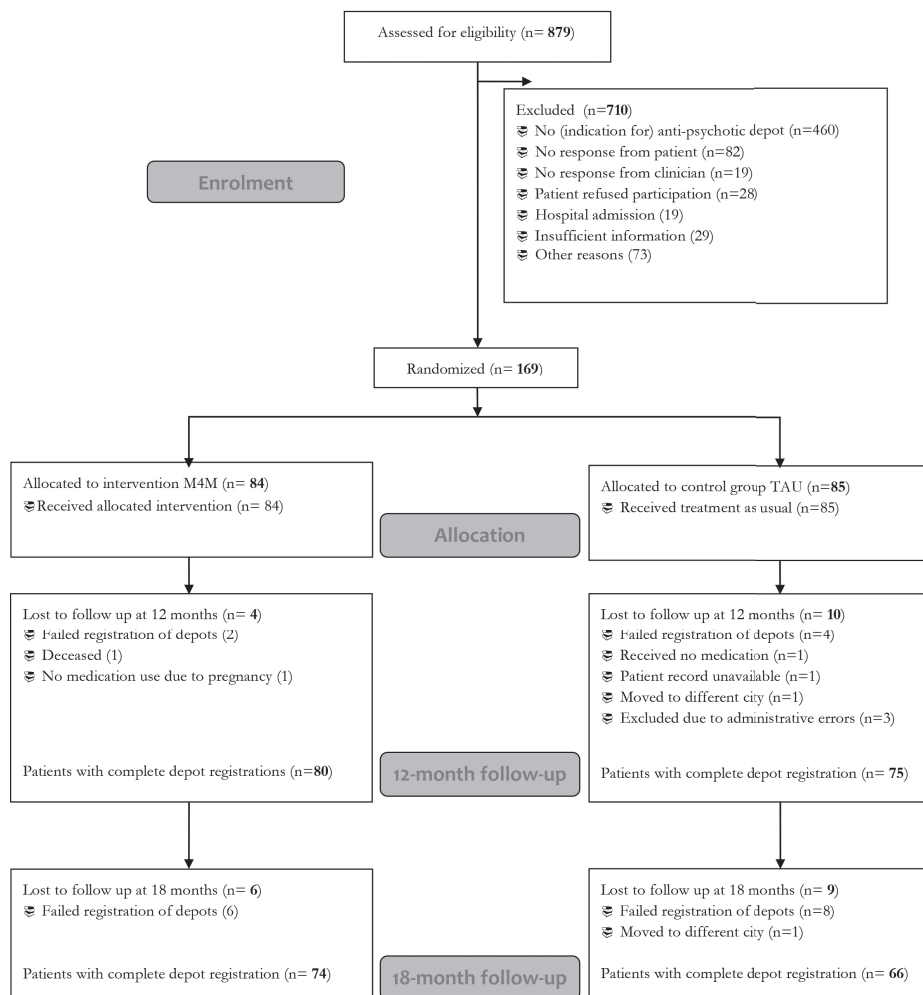 Assessed for eligibility (n= 879)
Excluded (n=710)
No (indication for) anti-psychotic depot (n=460)
No response from patient (n=82)
No response from clinician (n=19)
Patient refused participation (n=28)
Hospital admission (19)
Insufficient information (29)
Other reasons (73)
Enrolment
Randomized (n= 169)
Allocated to intervention M4M (n= 84)
Received allocated intervention (n= 84)
Allocated to control group TAU (n=85)
Received treatment as usual (n=85)
Allocation
Lost to follow up at 12 months (n= 4)
Failed registration of depots (2)
Deceased (1)
No medication use due to pregnancy (1)
Patients with complete depot registrations (n=80)
Lost to follow up at 12 months (n= 10)
Failed registration of depots (n=4)
Received no medication (n=1)
Patient record unavailable (n=1)
Moved to different city (n=1)
Excluded due to administrative errors (n=3)
Patients with complete depot registration (n= 75)
12-month follow-up
Lost to follow up at 18 months (n= 6)
Failed registration of depots (6)
Patients with complete depot registration (n= 74)
Lost to follow up at 18 months (n= 9)
Failed registration of depots (n=8)
Moved to different city (n=1)
Patients with complete depot registration (n= 66)
18-month follow-up